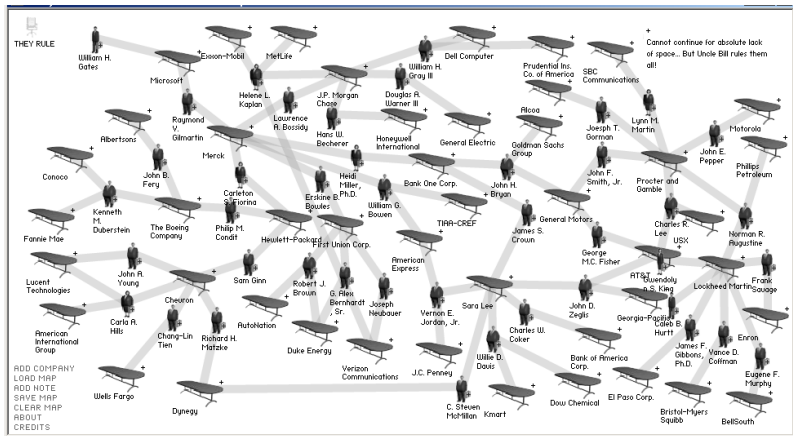 THEY RULE
William H.
Gates
Microsoft
Exxon-Mobil
MetLife
Helene L.
Kaplan
J.P. Morgan
Chase
William H.
Gray III
Douglas A.
Warner III
Dell Computer
Prudential Ins.
Co. of America
SBC
Communications
Cannot continue for absolute lack
of space... But Uncle Bill rules them
all!
Albertsons
Raymond
V.
Gilmartin
Merck
Lawrence
A. Bossidy
Hans W.
Becherer
Honeywell
International
General Electric
Alcoa
Goldman Sachs
Group
Joesph T.
Gorman
Lynn M.
Martin
Motorola
John E.
Pepper
Phillips
Petroleum
Conoco
John B.
Fery
Carleton
S. Fiorina
Heidi
Miller,
Ph.D.
Erskine B.
Bowles
William G.
Bowen
Bank One Corp.
John H.
Bryan
John F.
Smith, Jr.
Procter and
Gamble
Fannie Mae
Kenneth
M.
Duberstein
The Boeing
Company
Philip M.
Condit
Hewlett-Packard
First Union Corp.
TIAA-CREF
James S.
Crown
General Motors
Charles R.
Lee
USX
Norman R.
Augustine
Lucent
Technologies
John A.
Young
Chevron
Sam Ginn
Robert J.
Brown
G. Alex
Bernhardt
, Sr.
Joseph
Neubauer
American
Express
Vernon E.
Jordan, Jr.
Sara Lee
George
M.C. Fisher
John D.
Zeglis
AT&T
Gwendoly
n S. King
Lockheed Martin
Frank
Savage
American
International
Group
Carla A.
Hills
Chang-Lin
Tien
Richard H.
Matzke
AutoNation
Duke Energy
Verizon
Communications
J.C. Penney
Willie D.
Davis
Charles W.
Coker
Bank of America
Corp.
Georgia-Pacific
Caleb B.
Hurtt
James F.
Gibbons,
Ph.D.
Vance D.
Coffman
Enron
Eugene F.
Murphy
ADD COMPANY
LOAD MAP
ADD NOTE
SAVE MAP
CLEAR MAP
ABOUT
CREDITS
Wells Fargo
Dynegy
C. Steven
McMillan
Kmart
Dow Chemical
El Paso Corp.
Bristol-Myers
Squibb
BellSouth